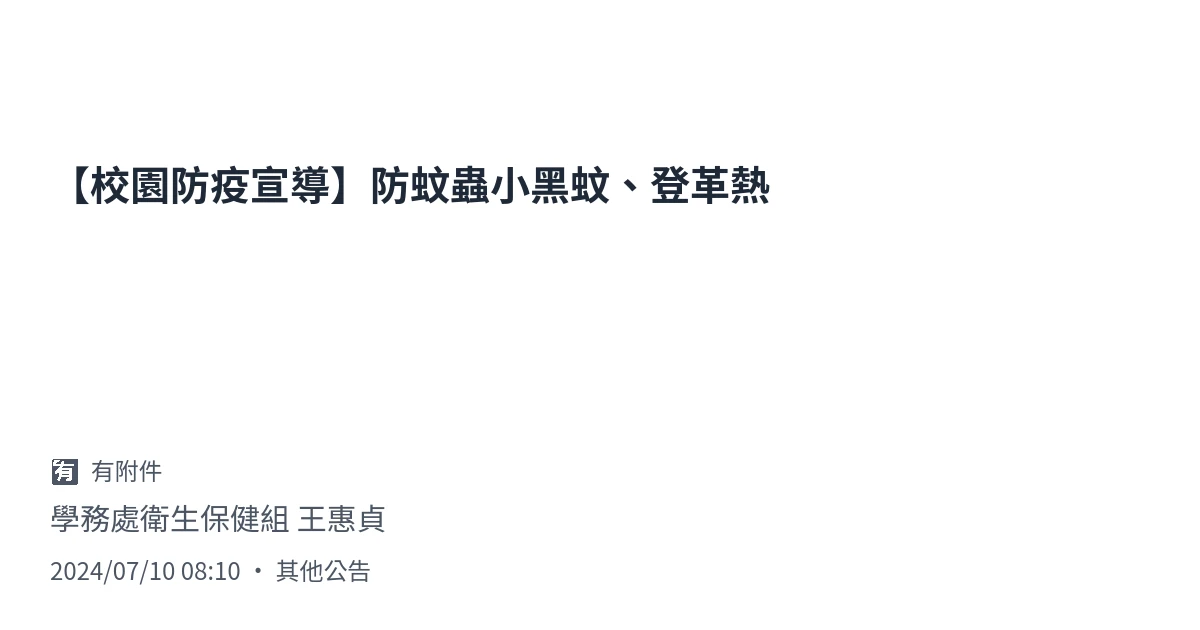 【校園防疫宣導】防蚊蟲小黑蚊、登革熱
有 有附件
學務處衛生保健組 王惠貞
2024/07/10 08:10 · 其他公告